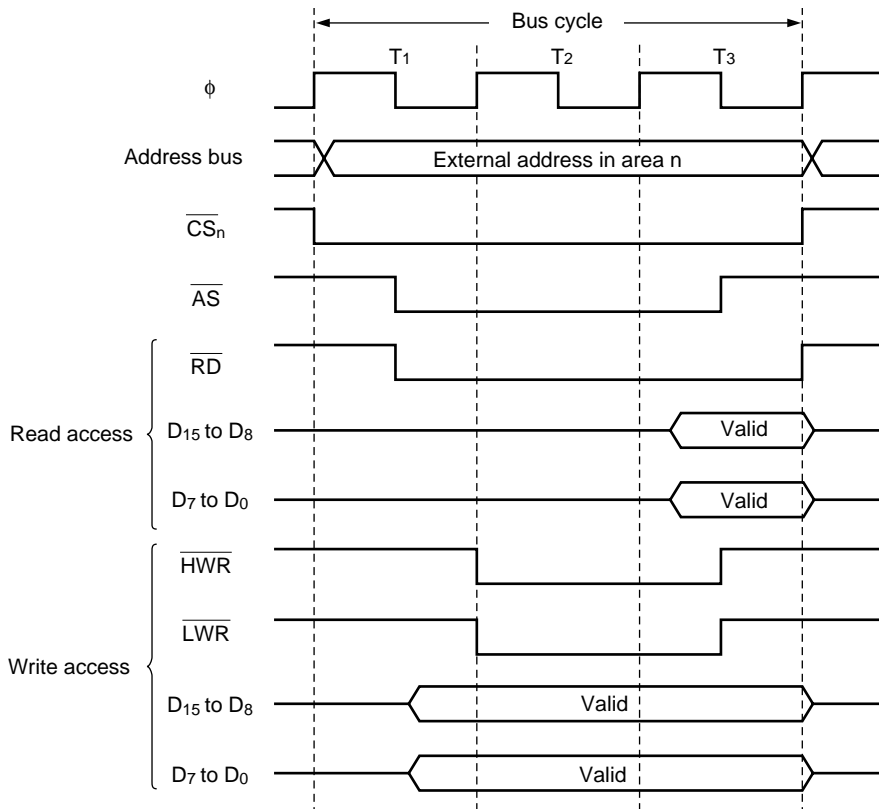 Bus cycle
T1 T2 T3
ϕ
Address bus External address in area n
CSn
AS
RD
Read access
D15 to D8 Valid
D7 to D0 Valid
HWR
LWR
Write access
D15 to D8 Valid
D7 to D0 Valid